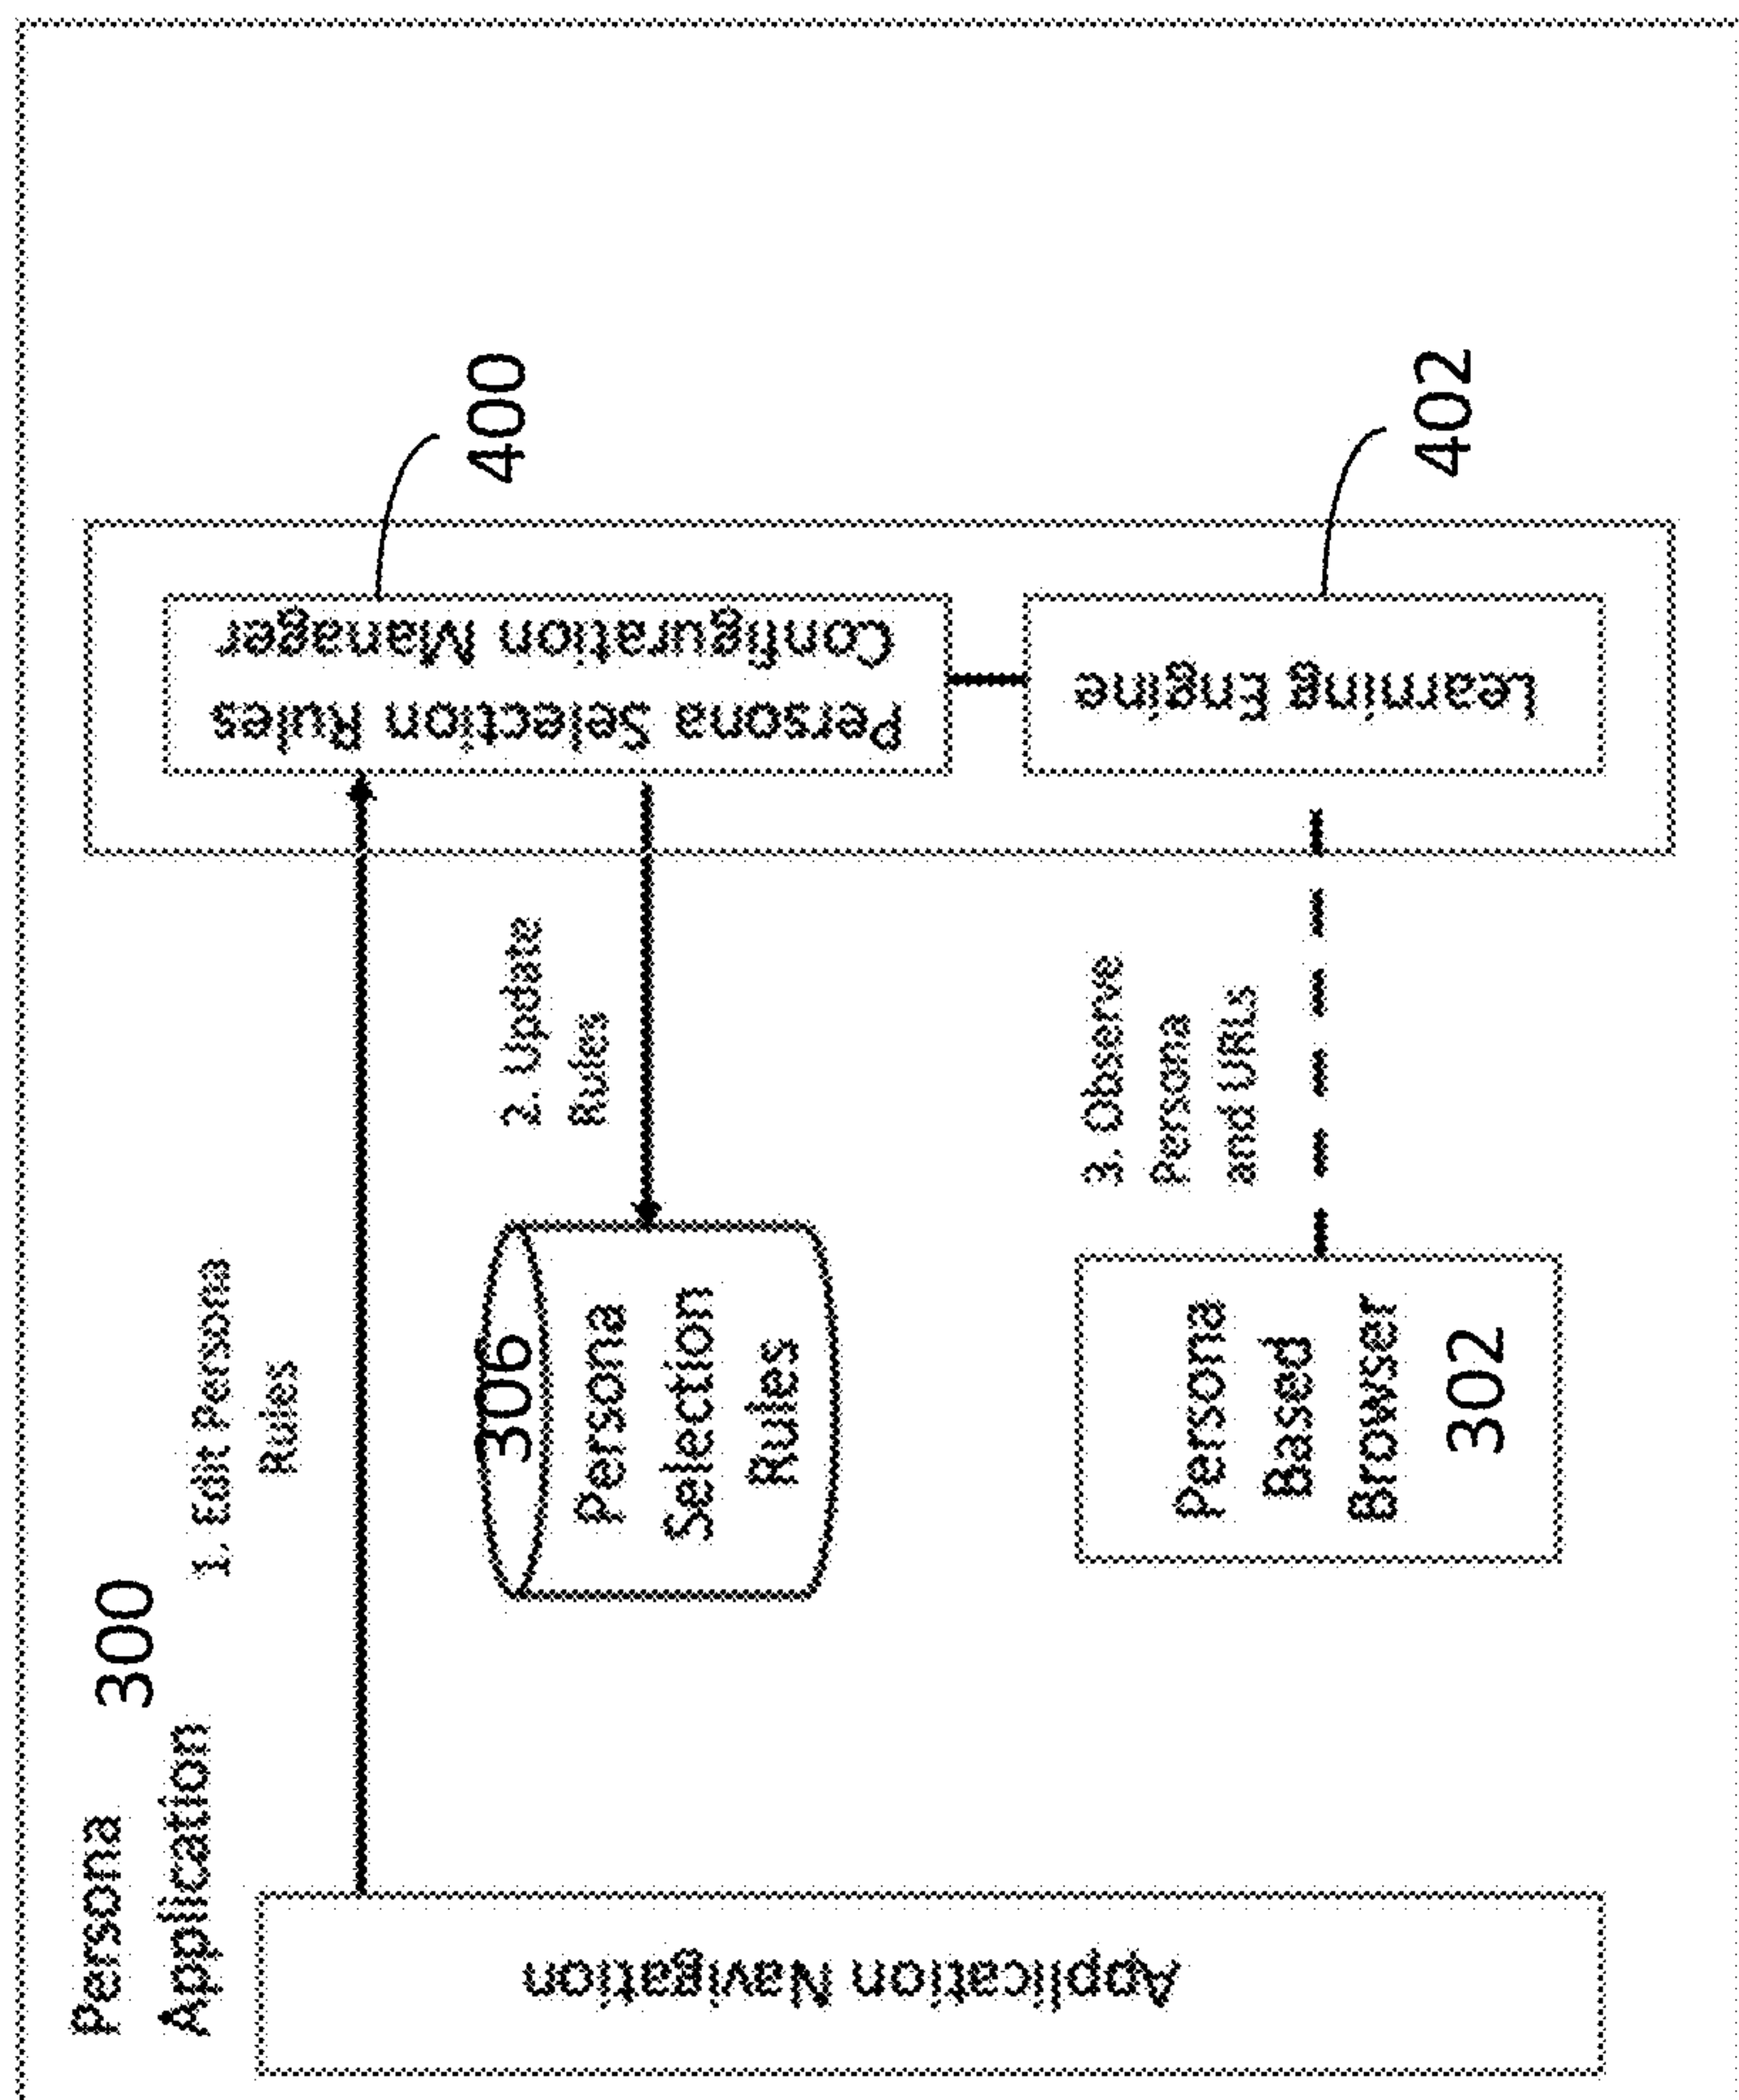 Persona
Application
300
1. Edit Persona
Rules
306
Persona
Selection
Rules
2. Update
Rules
Persona Selection Rules
Configuration Manager
400
Application Navigation
Persona
Based
Browser
302
3. Observe
Persona
and URLs
Learning Engine
402